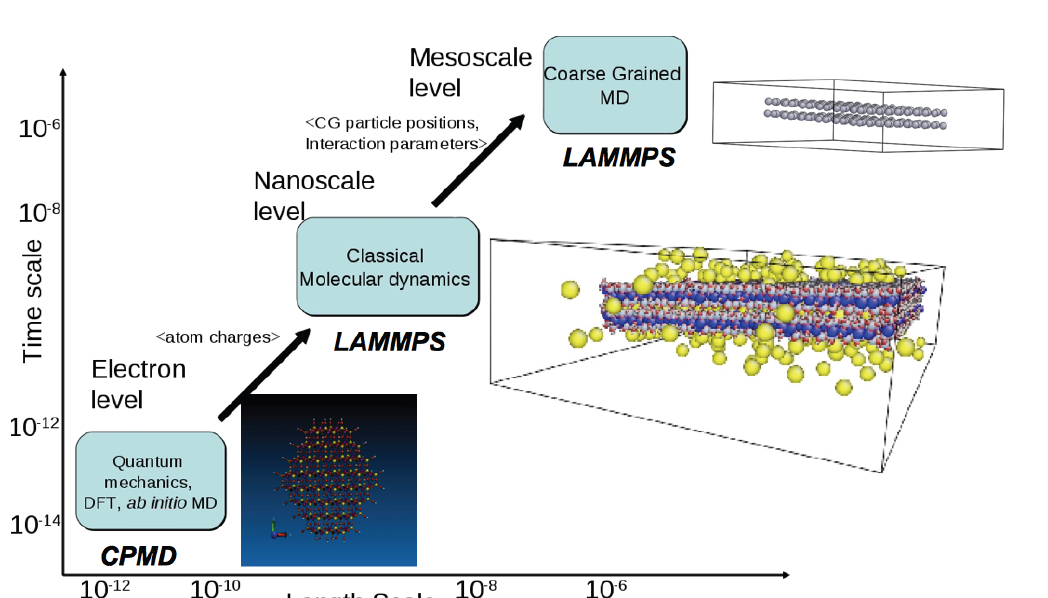 Mesoscale
level
Coarse Grained
MD
LAMMPS
<CG particle positions,
Interaction parameters>
Nanoscale
level
Classical
Molecular dynamics
LAMMPS
<atom charges>
Electron
level
Quantum
mechanics,
DFT, ab initio MD
CPMD
Time scale
10-6
10-8
10-12
10-14
10-12 10-10 10-8 10-6
Length Scale